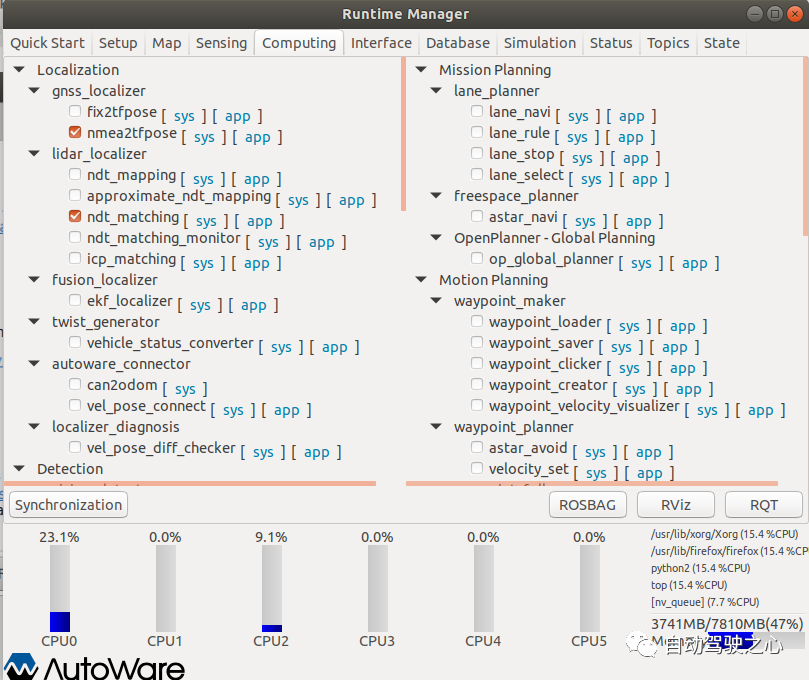 Runtime Manager
Quick Start Setup Map Sensing Computing Interface Database Simulation Status Topics State
Localization
gnss_localizer
fix2tfpose [ sys ] [ app ]
nmea2tfpose [ sys ] [ app ]
lidar_localizer
ndt_mapping [ sys ] [ app ]
approximate_ndt_mapping [ sys ] [ app ]
ndt_matching [ sys ] [ app ]
ndt_matching_monitor [ sys ] [ app ]
icp_matching [ sys ] [ app ]
fusion_localizer
ekf_localizer [ sys ] [ app ]
twist_generator
vehicle_status_converter [ sys ] [ app ]
autoware_connector
can2odom [ sys ]
vel_pose_connect [ sys ] [ app ]
localizer_diagnosis
vel_pose_diff_checker [ sys ] [ app ]
Detection
Mission Planning
lane_planner
lane_navi [ sys ] [ app ]
lane_rule [ sys ] [ app ]
lane_stop [ sys ] [ app ]
lane_select [ sys ] [ app ]
freespace_planner
astar_navi [ sys ] [ app ]
OpenPlanner - Global Planning
op_global_planner [ sys ] [ app ]
Motion Planning
waypoint_maker
waypoint_loader [ sys ] [ app ]
waypoint_saver [ sys ] [ app ]
waypoint_clicker [ sys ] [ app ]
waypoint_creator [ sys ] [ app ]
waypoint_velocity_visualizer [ sys ] [ app ]
waypoint_planner
astar_avoid [ sys ] [ app ]
velocity_set [ sys ] [ app ]
Synchronization ROSBAG RViz RQT
23.1% 0.0% 9.1% 0.0% 0.0% 0.0%
CPU0 CPU1 CPU2 CPU3 CPU4 CPU5
/usr/lib/xorg/Xorg (15.4 %CPU)
/usr/lib/firefox/firefox (15.4 %CP
python2 (15.4 %CPU)
top (15.4 %CPU)
[nv_queue] (7.7 %CPU)
3741MB/7810MB(47%)
自动驾驶之心
AutoWare